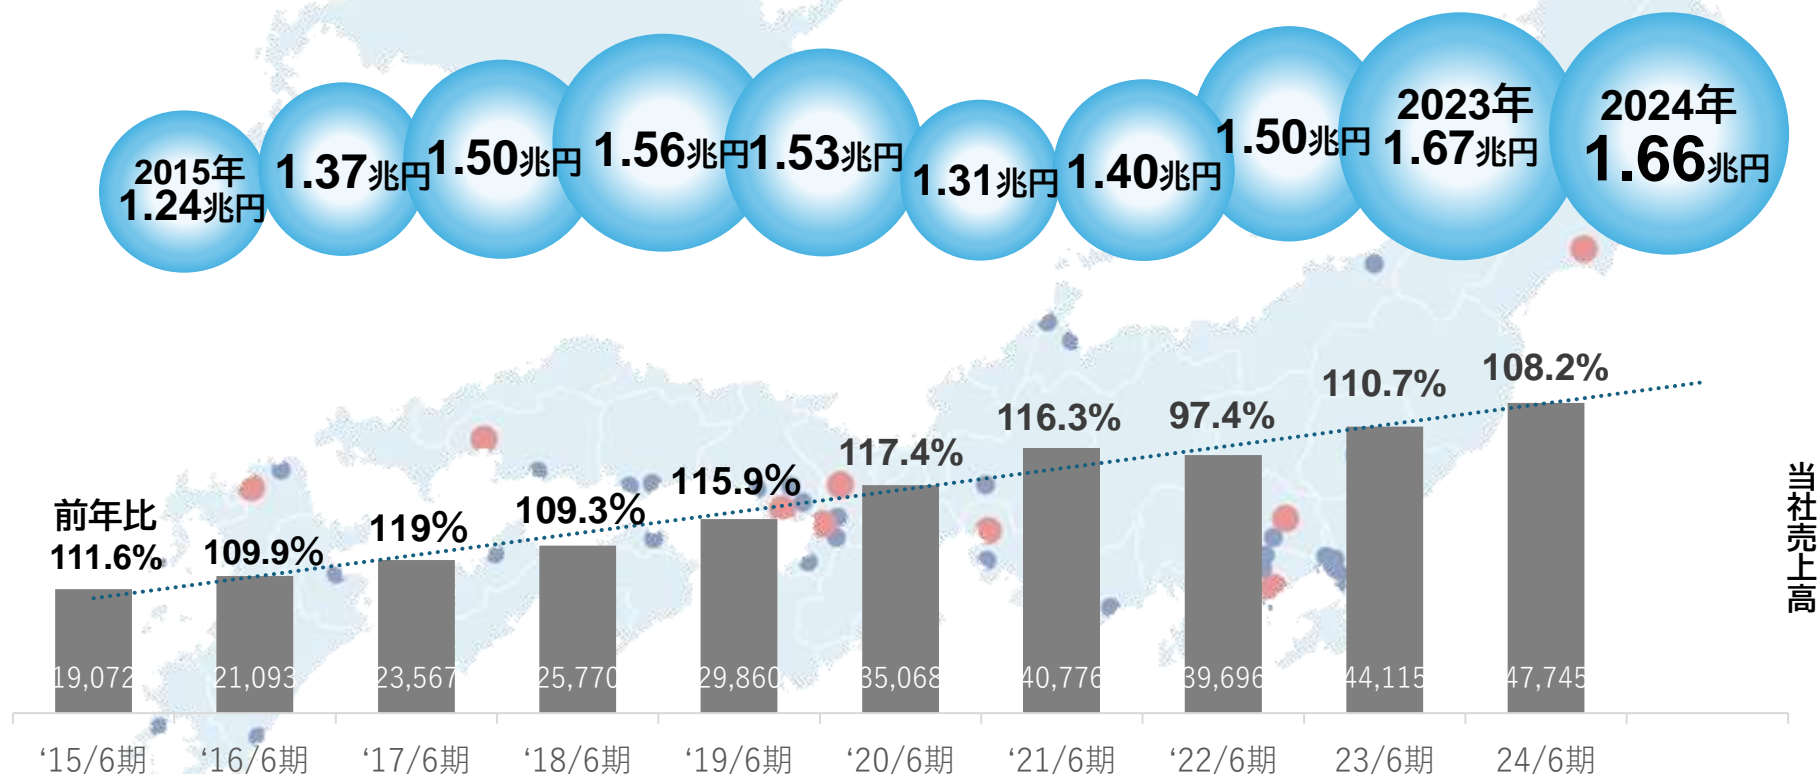 2015年
1.24兆円
1.37兆円
1.50兆円
1.56兆円
1.53兆円
1.31兆円
1.40兆円
1.50兆円
2023年
1.67兆円
2024年
1.66兆円
前年比
111.6%
109.9%
119%
109.3%
115.9%
117.4%
116.3%
97.4%
110.7%
108.2%
当社売上高
19,072
21,093
23,567
25,770
29,860
35,068
40,776
39,696
44,115
47,745
‘15/6期
‘16/6期
‘17/6期
‘18/6期
‘19/6期
‘20/6期
‘21/6期
‘22/6期
23/6期
24/6期